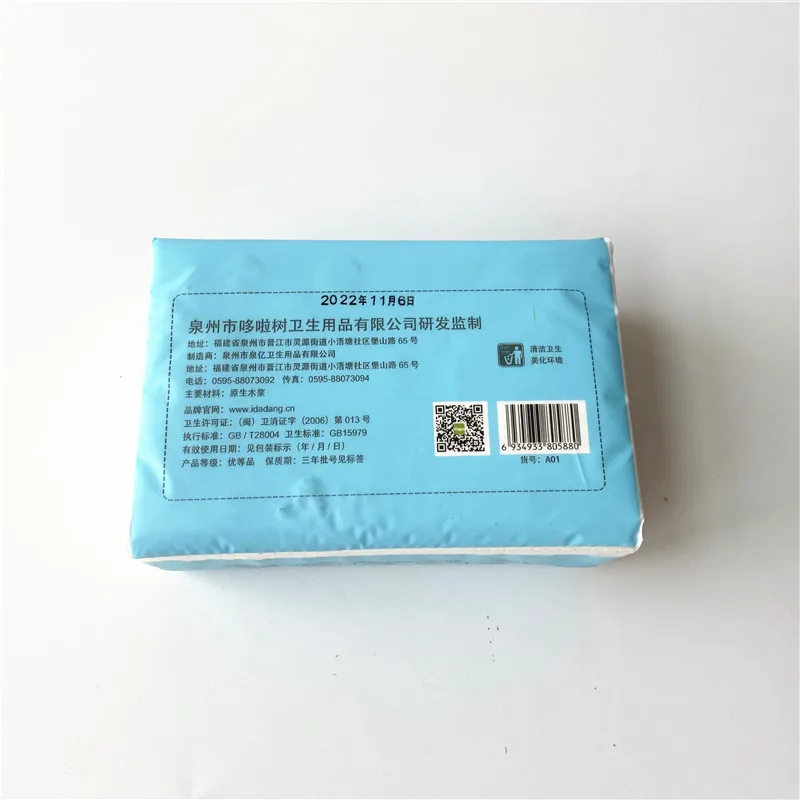 2022年11月6日
泉州市哆啦树卫生用品有限公司研发监制
地址：福建省泉州市晋江市灵源街道小浯塘社区堡山路 65 号
制造商：泉州市泉亿卫生用品有限公司
地址：福建省泉州市晋江市灵源街道小浯塘社区堡山路 65 号
电话：0595-88073092 传真：0595-88073094
主要材料：原生木浆
品牌官网：www.idadang.cn
卫生许可证：（闽）卫消证字（2006）第 013 号
执行标准：GB / T28004 卫生标准：GB15979
有效使用日期：见包装标示（年 / 月 / 日）
产品等级：优等品 保质期：三年批号见标签
清洁卫生
美化环境
6 934933 805880
货号：A01